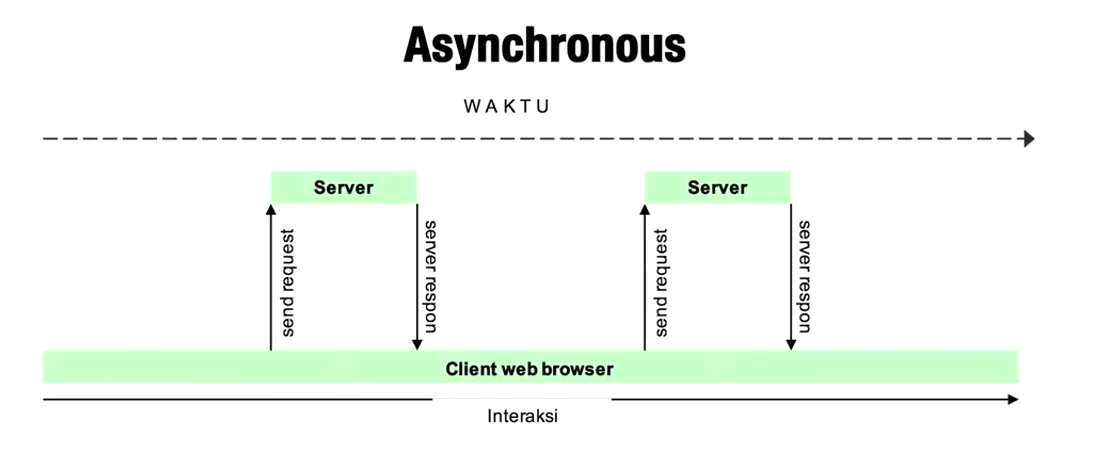 Asynchronous
WAKTU
Server
Server
send request
server respon
send request
server respon
Client web browser
Interaksi